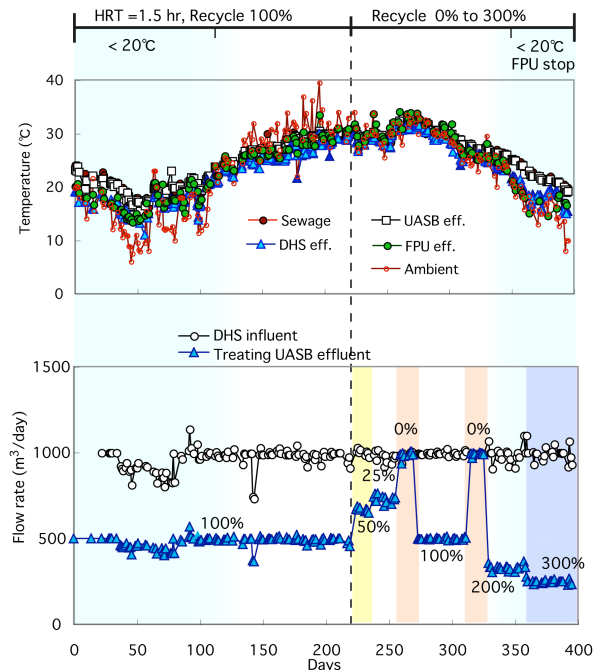 HRT =1.5 hr, Recycle 100%
Recycle 0% to 300%
< 20℃
< 20℃
FPU stop
Temperature (℃)
40
30
20
10
0
Sewage
UASB eff.
DHS eff.
FPU eff.
Ambient
DHS influent
Treating UASB effluent
Flow rate (m³/day)
1500
1000
500
0
100%
50%
25%
0%
100%
0%
200%
300%
0 50 100 150 200 250 300 350 400
Days